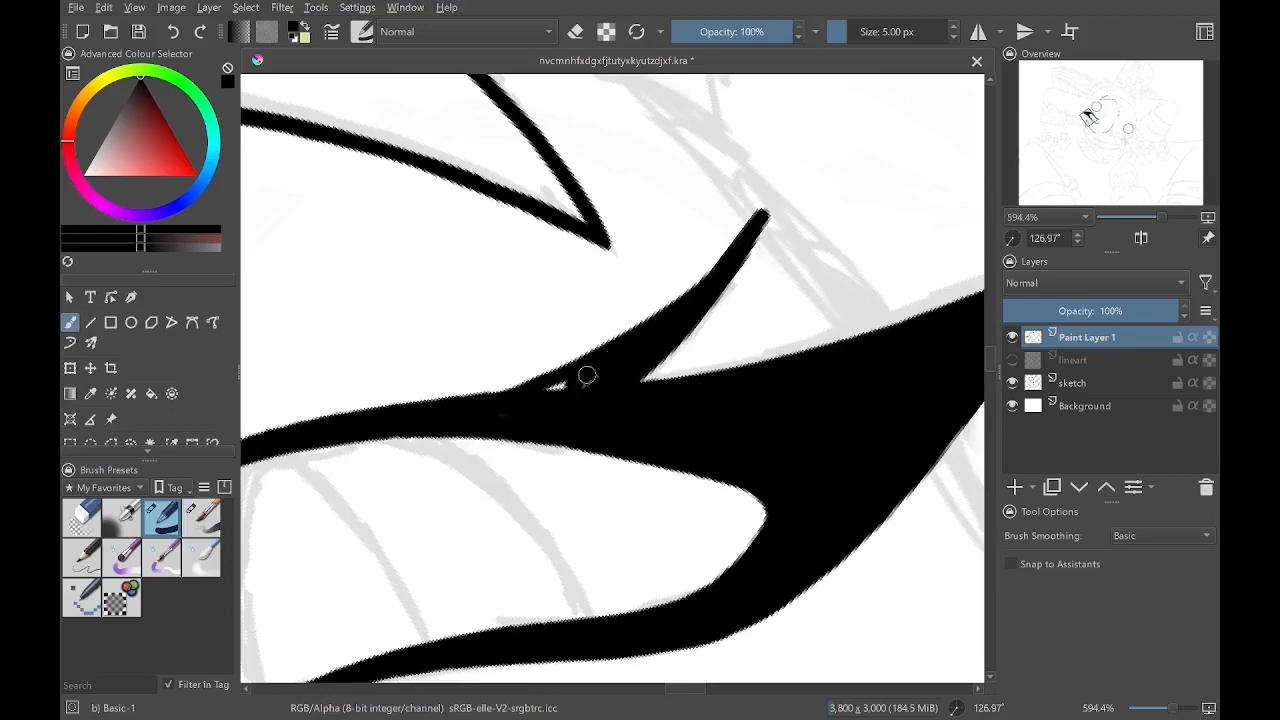 File Edit View Image Layer Select Filter Tools Settings Window Help
Normal Opacity: 100% Size: 5.00 px
Advanced Colour Selector
nvcmnhfxdgxfjtutyxkyutzdjxf.kra *
Overview
594.4%
126.97°
Layers
Normal
Opacity: 100%
Paint Layer 1
lineart
sketch
Background
Tool Options
Brush Smoothing: Basic
Snap to Assistants
Brush Presets
My Favorites Tag
Search Filter in Tag
b) Basic-1 RGB/Alpha (8-bit integer/channel) sRGB-elle-V2-srgbtrc.icc 3,800 x 3,000 (184.5 MiB) 126.97° 594.4%